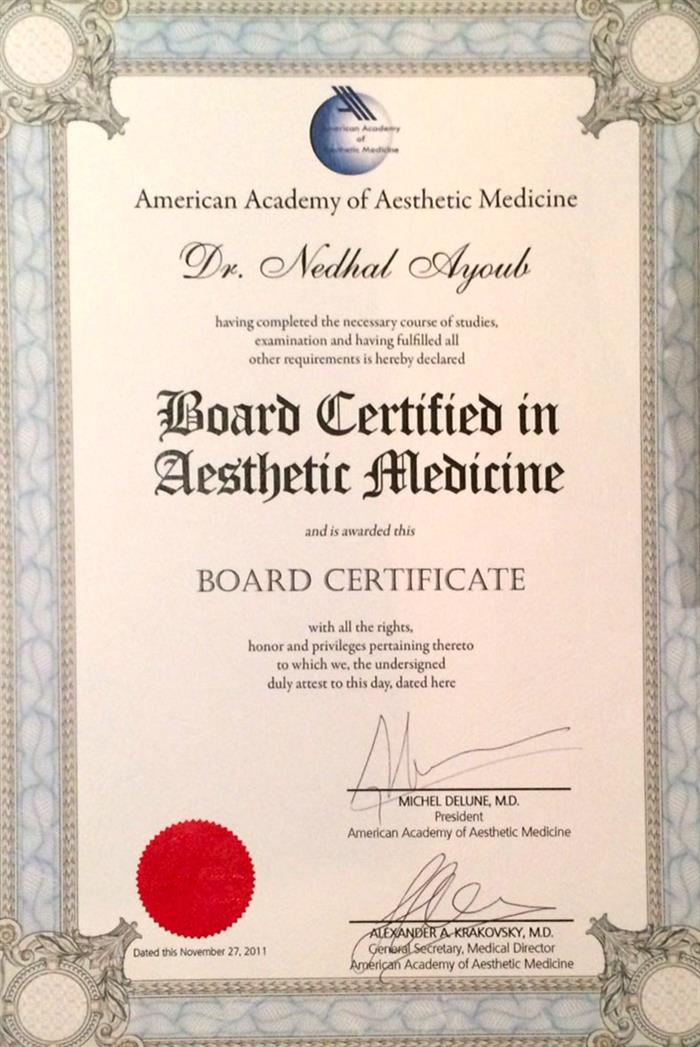 American Academy
of
Aesthetic Medicine
American Academy of Aesthetic Medicine
Dr. Nedhal Ayoub
having completed the necessary course of studies,
examination and having fulfilled all
other requirements is hereby declared
Board Certified in
Aesthetic Medicine
and is awarded this
BOARD CERTIFICATE
with all the rights,
honor and privileges pertaining thereto
to which we, the undersigned
duly attest to this day, dated here
MICHEL DELUNE, M.D.
President
American Academy of Aesthetic Medicine
ALEXANDER A. KRAKOVSKY, M.D.
General Secretary, Medical Director
American Academy of Aesthetic Medicine
Dated this November 27, 2011